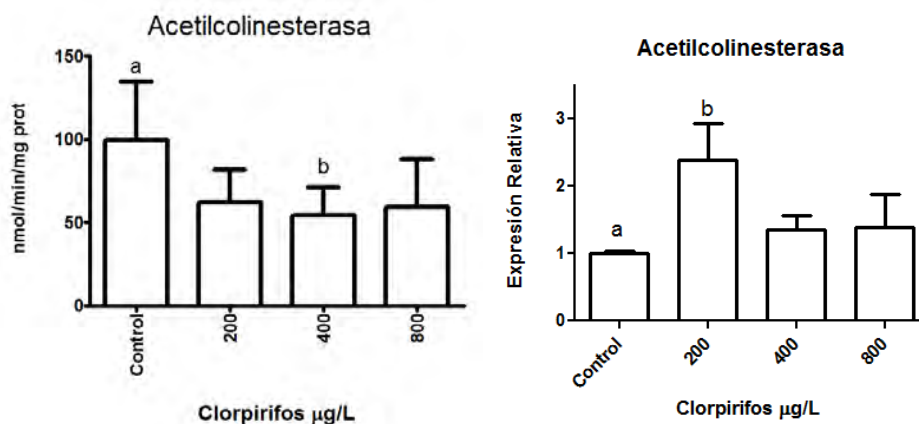 Acetilcolinesterasa
nmol/min/mg prot
150
100
50
0
a
b
Control
200
400
800
Clorpirifos µg/L
Acetilcolinesterasa
Expresión Relativa
3
2
1
0
a
b
Control
200
400
800
Clorpirifos µg/L